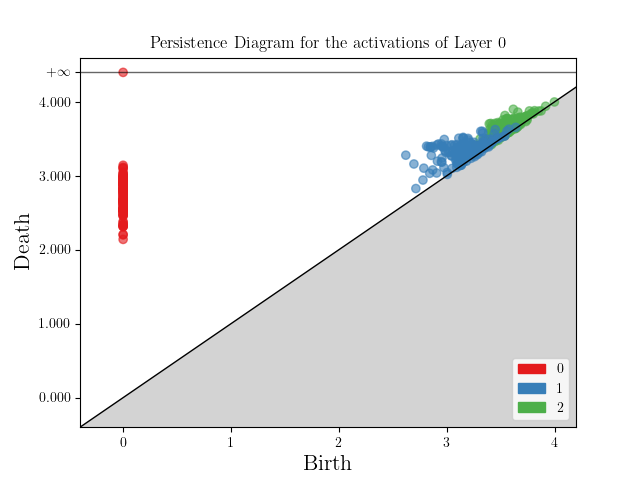 Persistence Diagram for the activations of Layer 0
+∞
4.000
3.000
2.000
1.000
0.000
Death
0 1 2 3 4
Birth
0
1
2